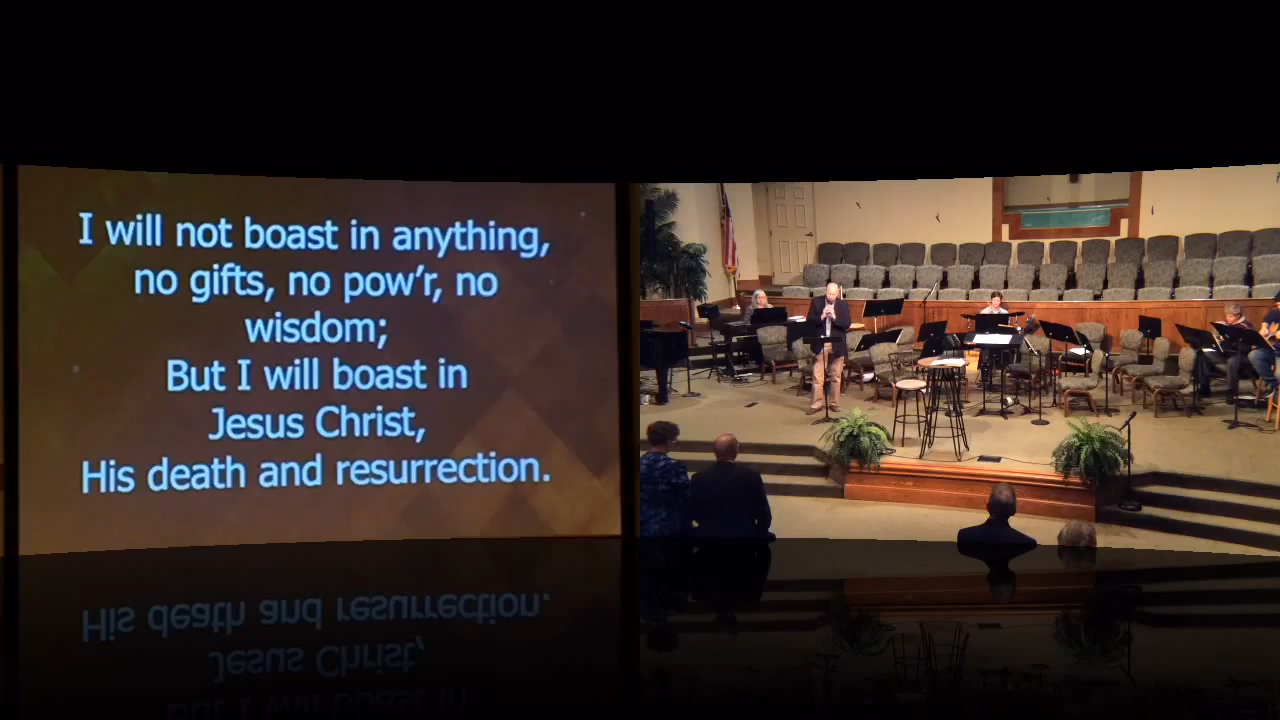 I will not boast in anything,
no gifts, no pow’r, no
wisdom;
But I will boast in
Jesus Christ,
His death and resurrection.